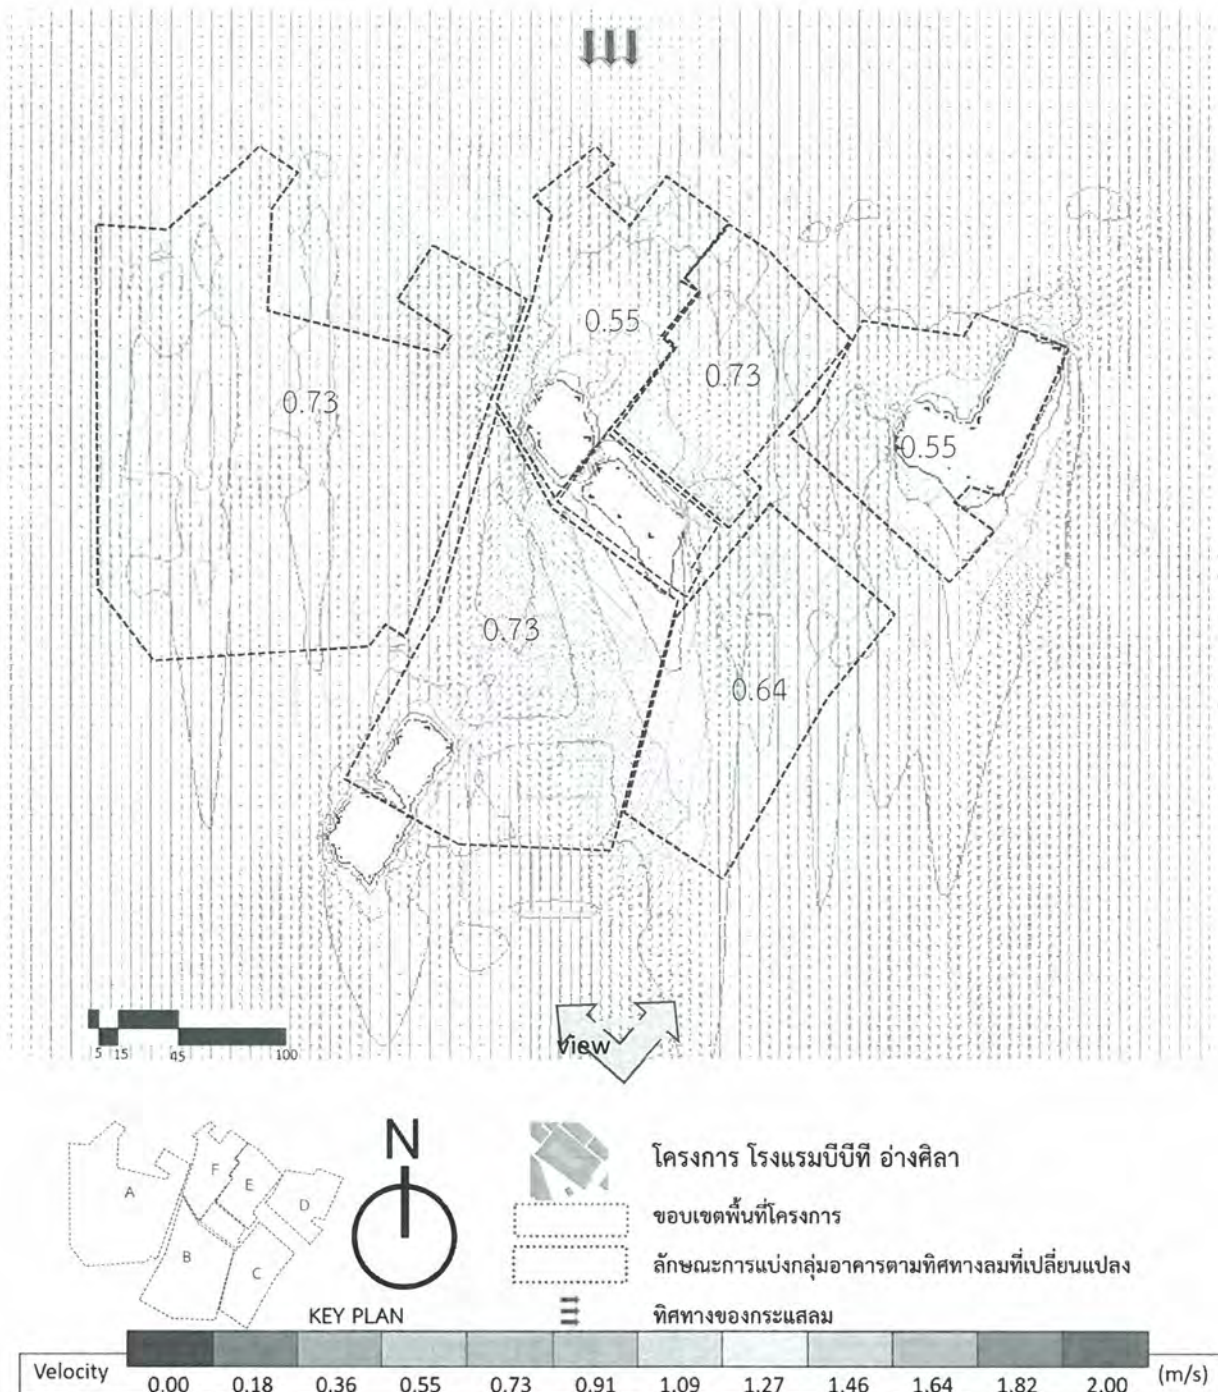 0.55
0.73
0.73
0.55
0.73
0.64
5 15 45 100
view
N
A F E D B C
KEY PLAN
โครงการ โรงแรมบีบีที อ่างศิลา
ขอบเขตพื้นที่โครงการ
ลักษณะการแบ่งกลุ่มอาคารตามทิศทางลมที่เปลี่ยนแปลง
ทิศทางของกระแสลม
Velocity 0.00 0.18 0.36 0.55 0.73 0.91 1.09 1.27 1.46 1.64 1.82 2.00 (m/s)